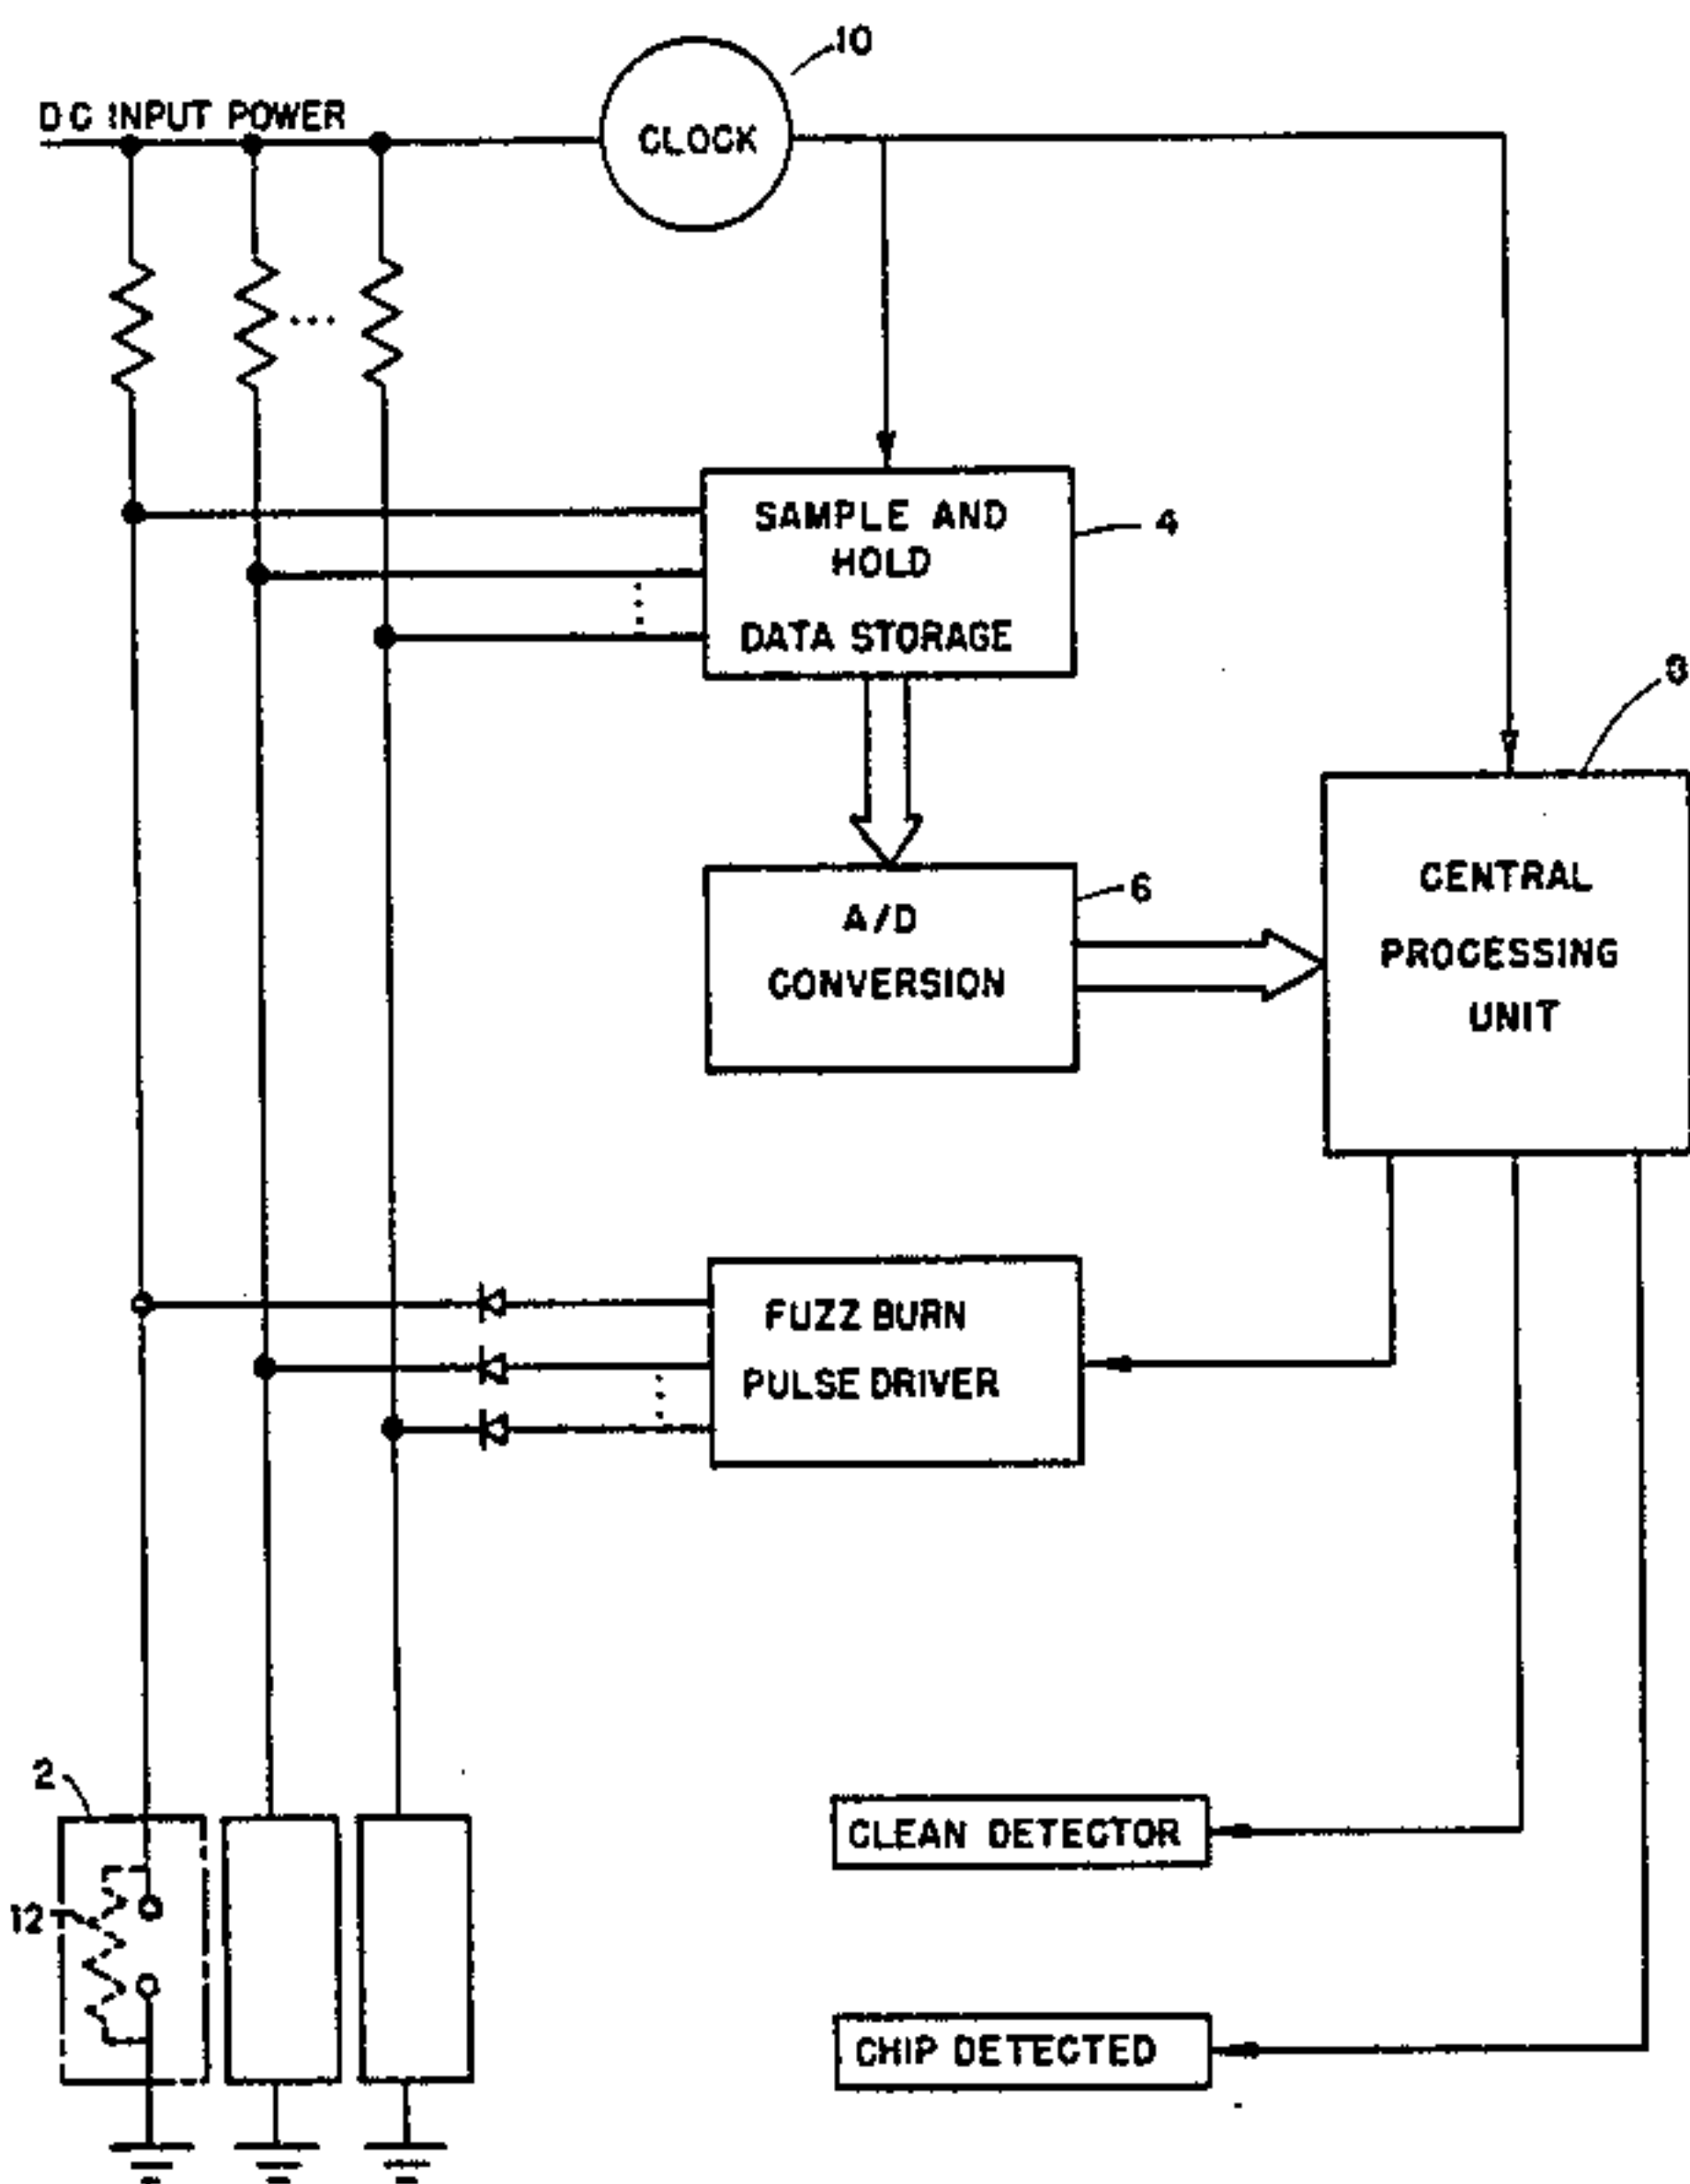 10
DC INPUT POWER
CLOCK
SAMPLE AND
HOLD
DATA STORAGE
4
8
A/D
CONVERSION
6
CENTRAL
PROCESSING
UNIT
FUZZ BURN
PULSE DRIVER
2
12
CLEAN DETECTOR
CHIP DETECTED